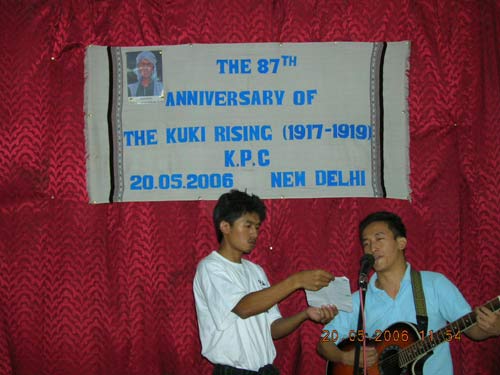 THE 87TH
ANNIVERSARY OF
THE KUKI RISING (1917-1919)
K.P.C
20.05.2006 NEW DELHI
20 05 2006 11 54